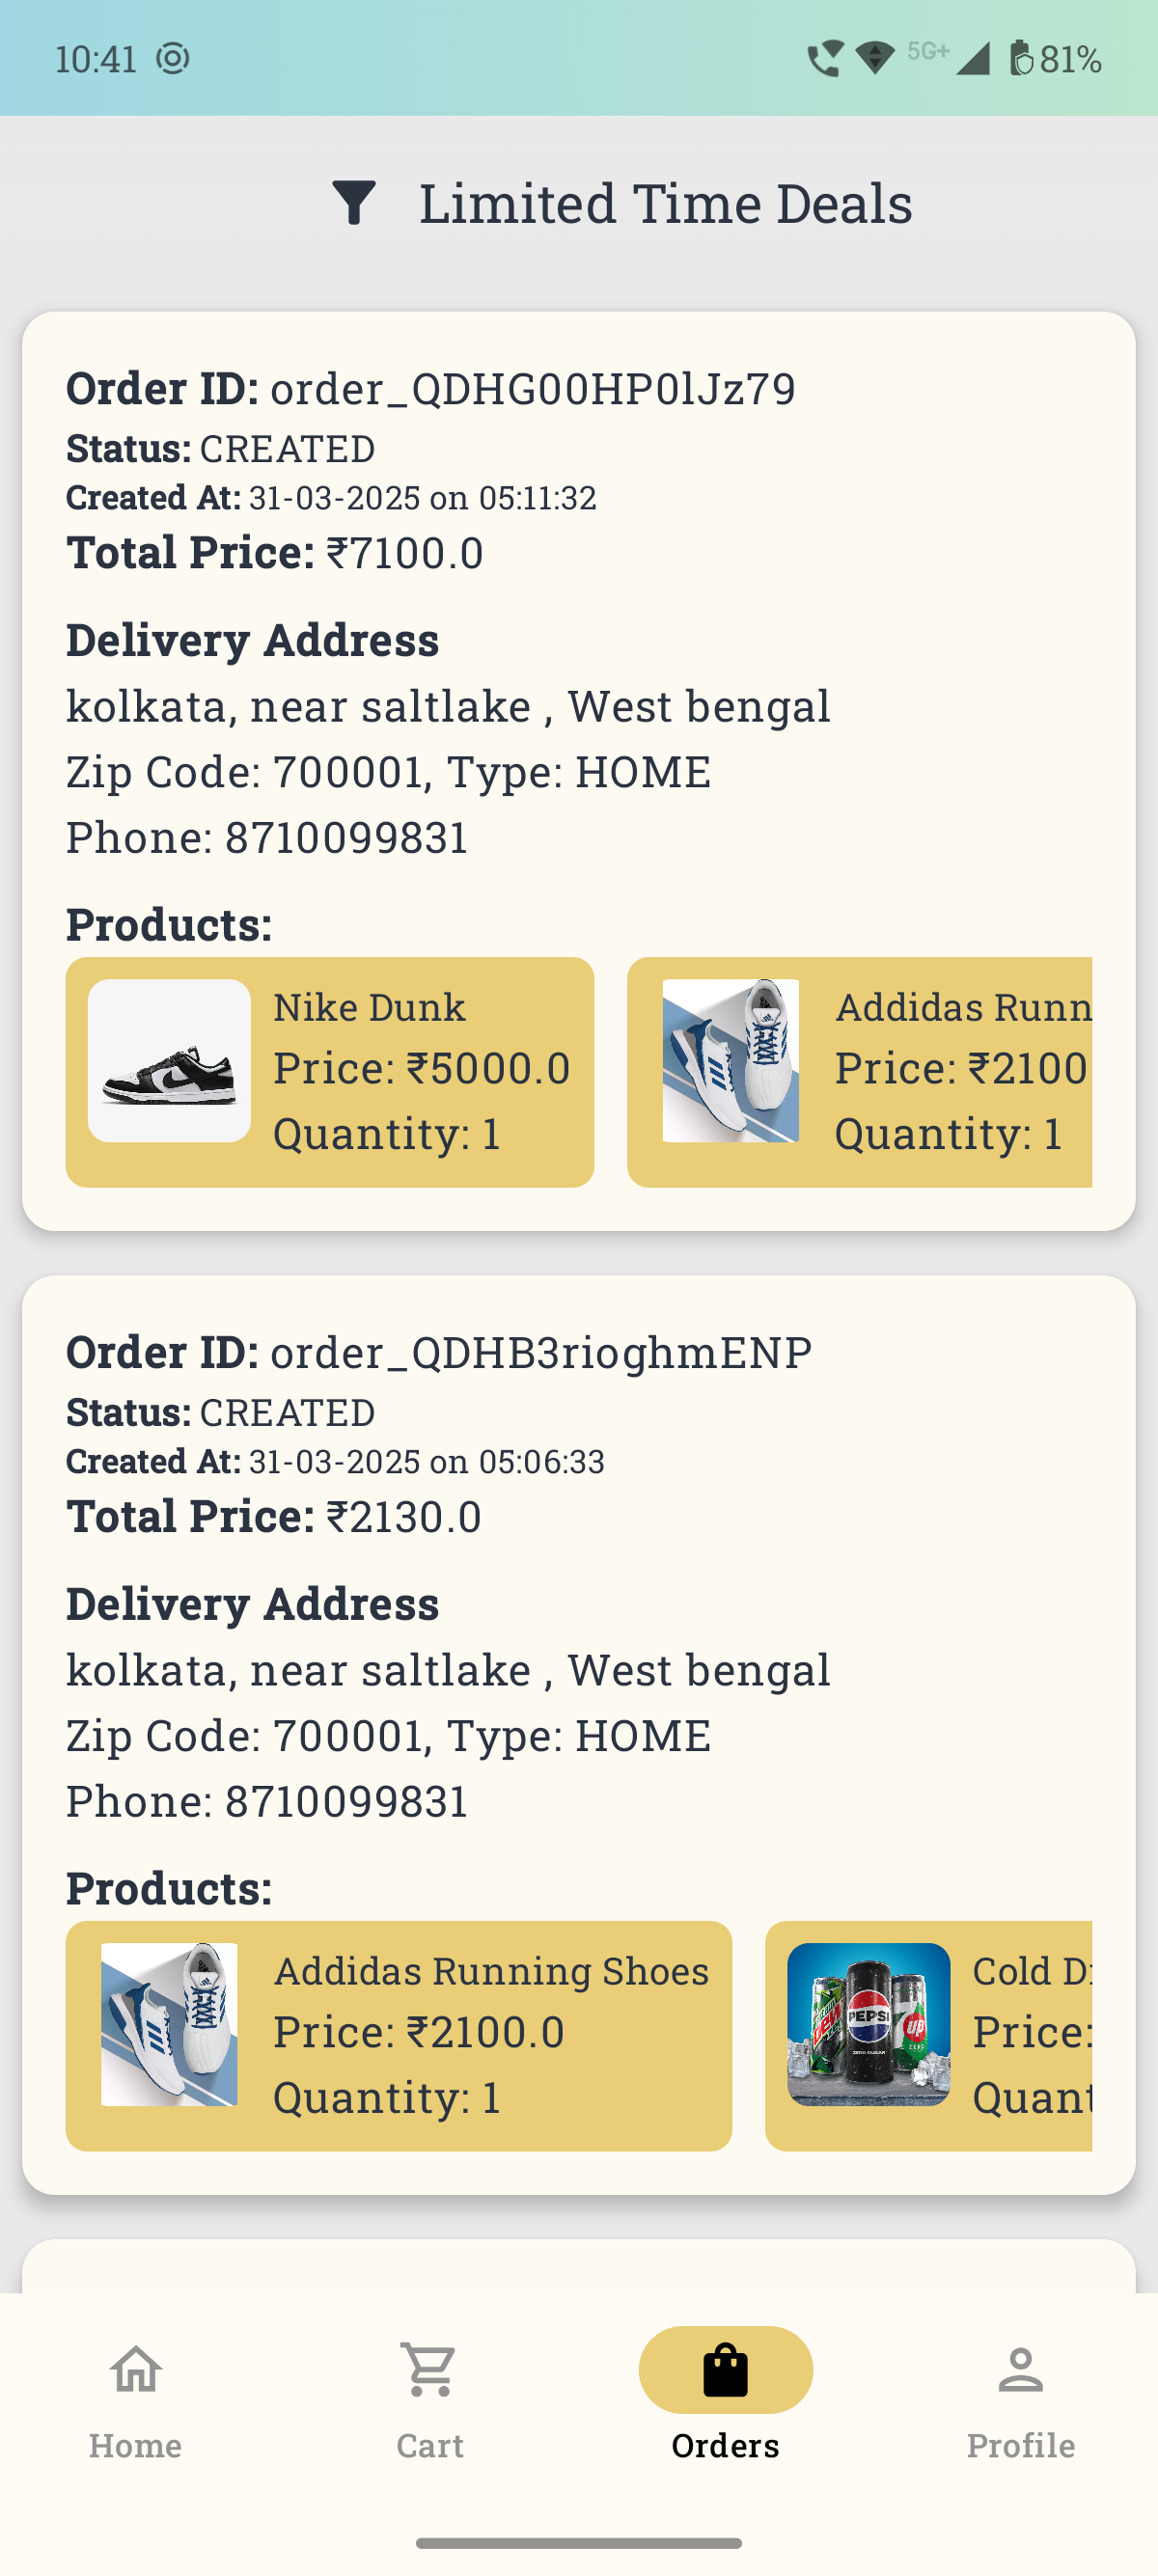 10:41 5G+ 81%
Limited Time Deals
Order ID: order_QDHG00HP0lJz79
Status: CREATED
Created At: 31-03-2025 on 05:11:32
Total Price: ₹7100.0
Delivery Address
kolkata, near saltlake , West bengal
Zip Code: 700001, Type: HOME
Phone: 8710099831
Products:
Nike Dunk
Price: ₹5000.0
Quantity: 1
Addidas Runn
Price: ₹2100
Quantity: 1
Order ID: order_QDHB3rioghmENP
Status: CREATED
Created At: 31-03-2025 on 05:06:33
Total Price: ₹2130.0
Delivery Address
kolkata, near saltlake , West bengal
Zip Code: 700001, Type: HOME
Phone: 8710099831
Products:
Addidas Running Shoes
Price: ₹2100.0
Quantity: 1
PEPSI
Cold
Price:
Quant
Home Cart Orders Profile